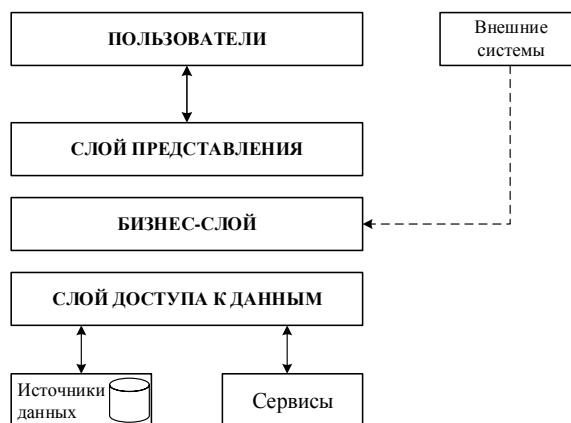 ПОЛЬЗОВАТЕЛИ
Внешние
системы
СЛОЙ ПРЕДСТАВЛЕНИЯ
БИЗНЕС-СЛОЙ
СЛОЙ ДОСТУПА К ДАННЫМ
Источники
данных
Сервисы